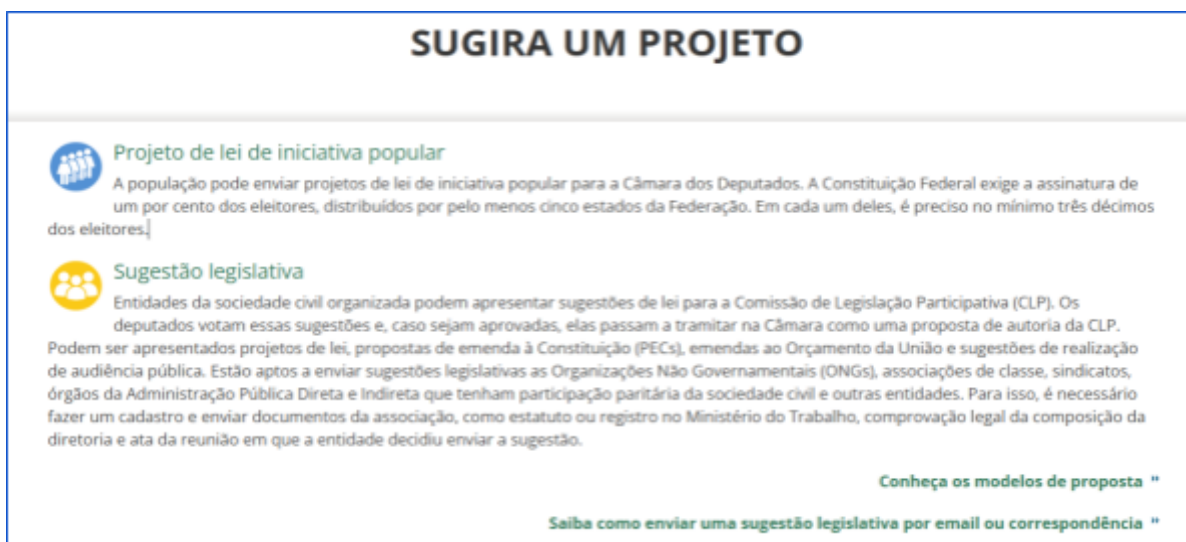 SUGIRA UM PROJETO
Projeto de lei de iniciativa popular
A população pode enviar projetos de lei de iniciativa popular para a Câmara dos Deputados. A Constituição Federal exige a assinatura de
um por cento dos eleitores, distribuídos por pelo menos cinco estados da Federação. Em cada um deles, é preciso no mínimo três décimos
dos eleitores.
Sugestão legislativa
Entidades da sociedade civil organizada podem apresentar sugestões de lei para a Comissão de Legislação Participativa (CLP). Os
deputados votam essas sugestões e, caso sejam aprovadas, elas passam a tramitar na Câmara como uma proposta de autoria da CLP.
Podem ser apresentados projetos de lei, propostas de emenda à Constituição (PECs), emendas ao Orçamento da União e sugestões de realização
de audiência pública. Estão aptos a enviar sugestões legislativas as Organizações Não Governamentais (ONGs), associações de classe, sindicatos,
órgãos da Administração Pública Direta e Indireta que tenham participação paritária da sociedade civil e outras entidades. Para isso, é necessário
fazer um cadastro e enviar documentos da associação, como estatuto ou registro no Ministério do Trabalho, comprovação legal da composição da
diretoria e ata da reunião em que a entidade decidiu enviar a sugestão.
Conheça os modelos de proposta "
Saiba como enviar uma sugestão legislativa por email ou correspondência "